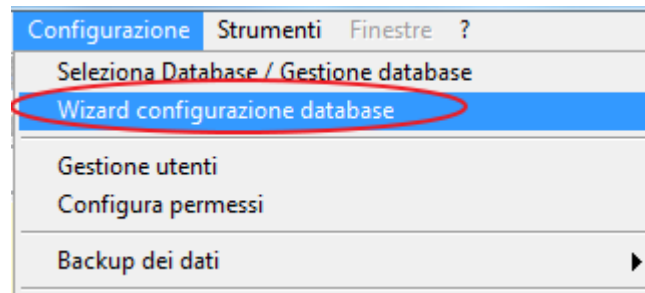 Configurazione Strumenti Finestre ?
Seleziona Database / Gestione database
Wizard configurazione database
Gestione utenti
Configura permessi
Backup dei dati